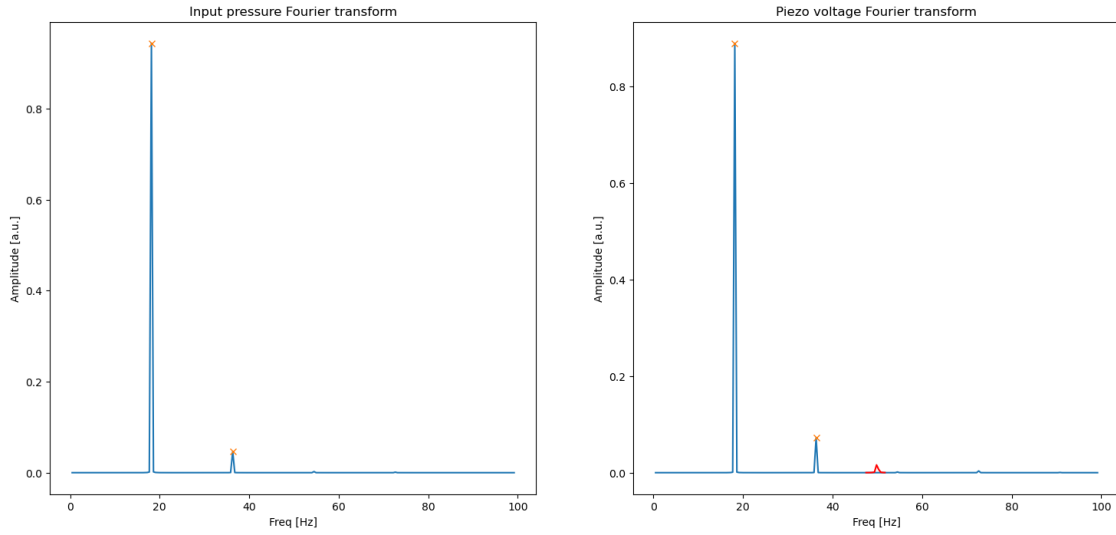 Input pressure Fourier transform
Amplitude [a.u.]
0.8
0.6
0.4
0.2
0.0
0 20 40 60 80 100
Freq [Hz]
Piezo voltage Fourier transform
Amplitude [a.u.]
0.8
0.6
0.4
0.2
0.0
0 20 40 60 80 100
Freq [Hz]